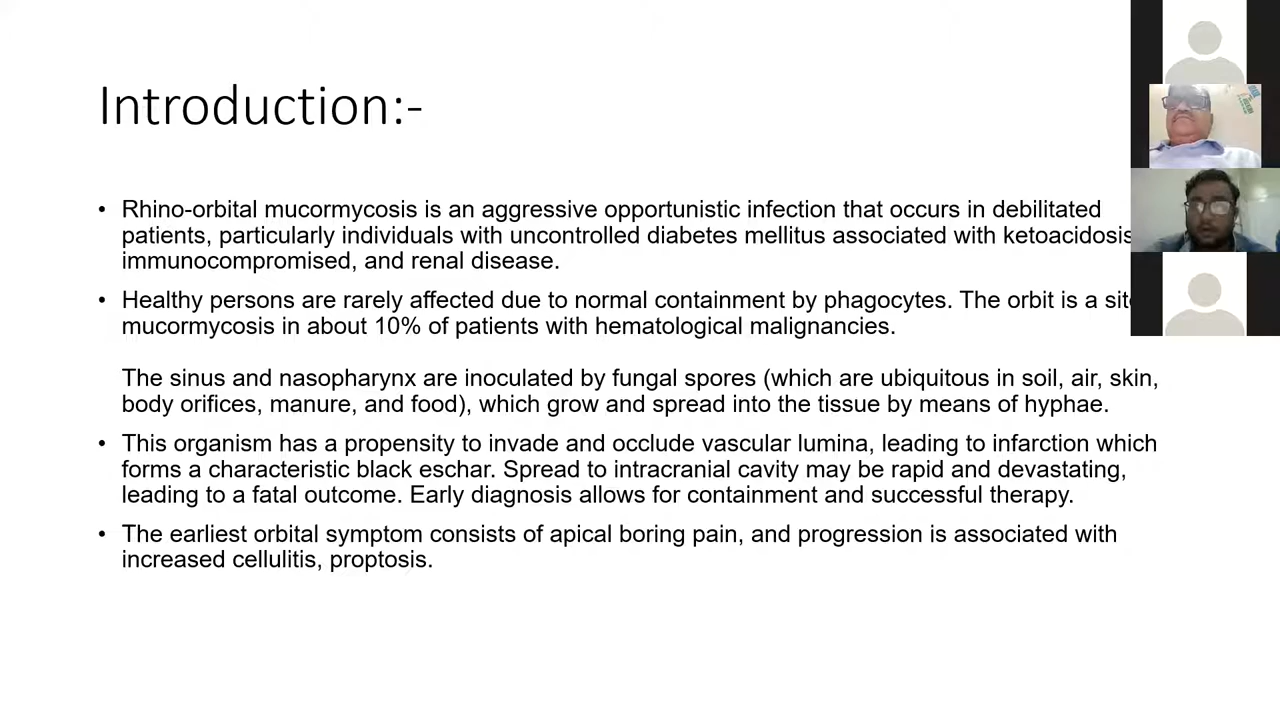 Introduction:-
• Rhino-orbital mucormycosis is an aggressive opportunistic infection that occurs in debilitated
patients, particularly individuals with uncontrolled diabetes mellitus associated with ketoacidosis
immunocompromised, and renal disease.
• Healthy persons are rarely affected due to normal containment by phagocytes. The orbit is a
mucormycosis in about 10% of patients with hematological malignancies.
The sinus and nasopharynx are inoculated by fungal spores (which are ubiquitous in soil, air, skin,
body orifices, manure, and food), which grow and spread into the tissue by means of hyphae.
• This organism has a propensity to invade and occlude vascular lumina, leading to infarction which
forms a characteristic black eschar. Spread to intracranial cavity may be rapid and devastating,
leading to a fatal outcome. Early diagnosis allows for containment and successful therapy.
• The earliest orbital symptom consists of apical boring pain, and progression is associated with
increased cellulitis, proptosis.